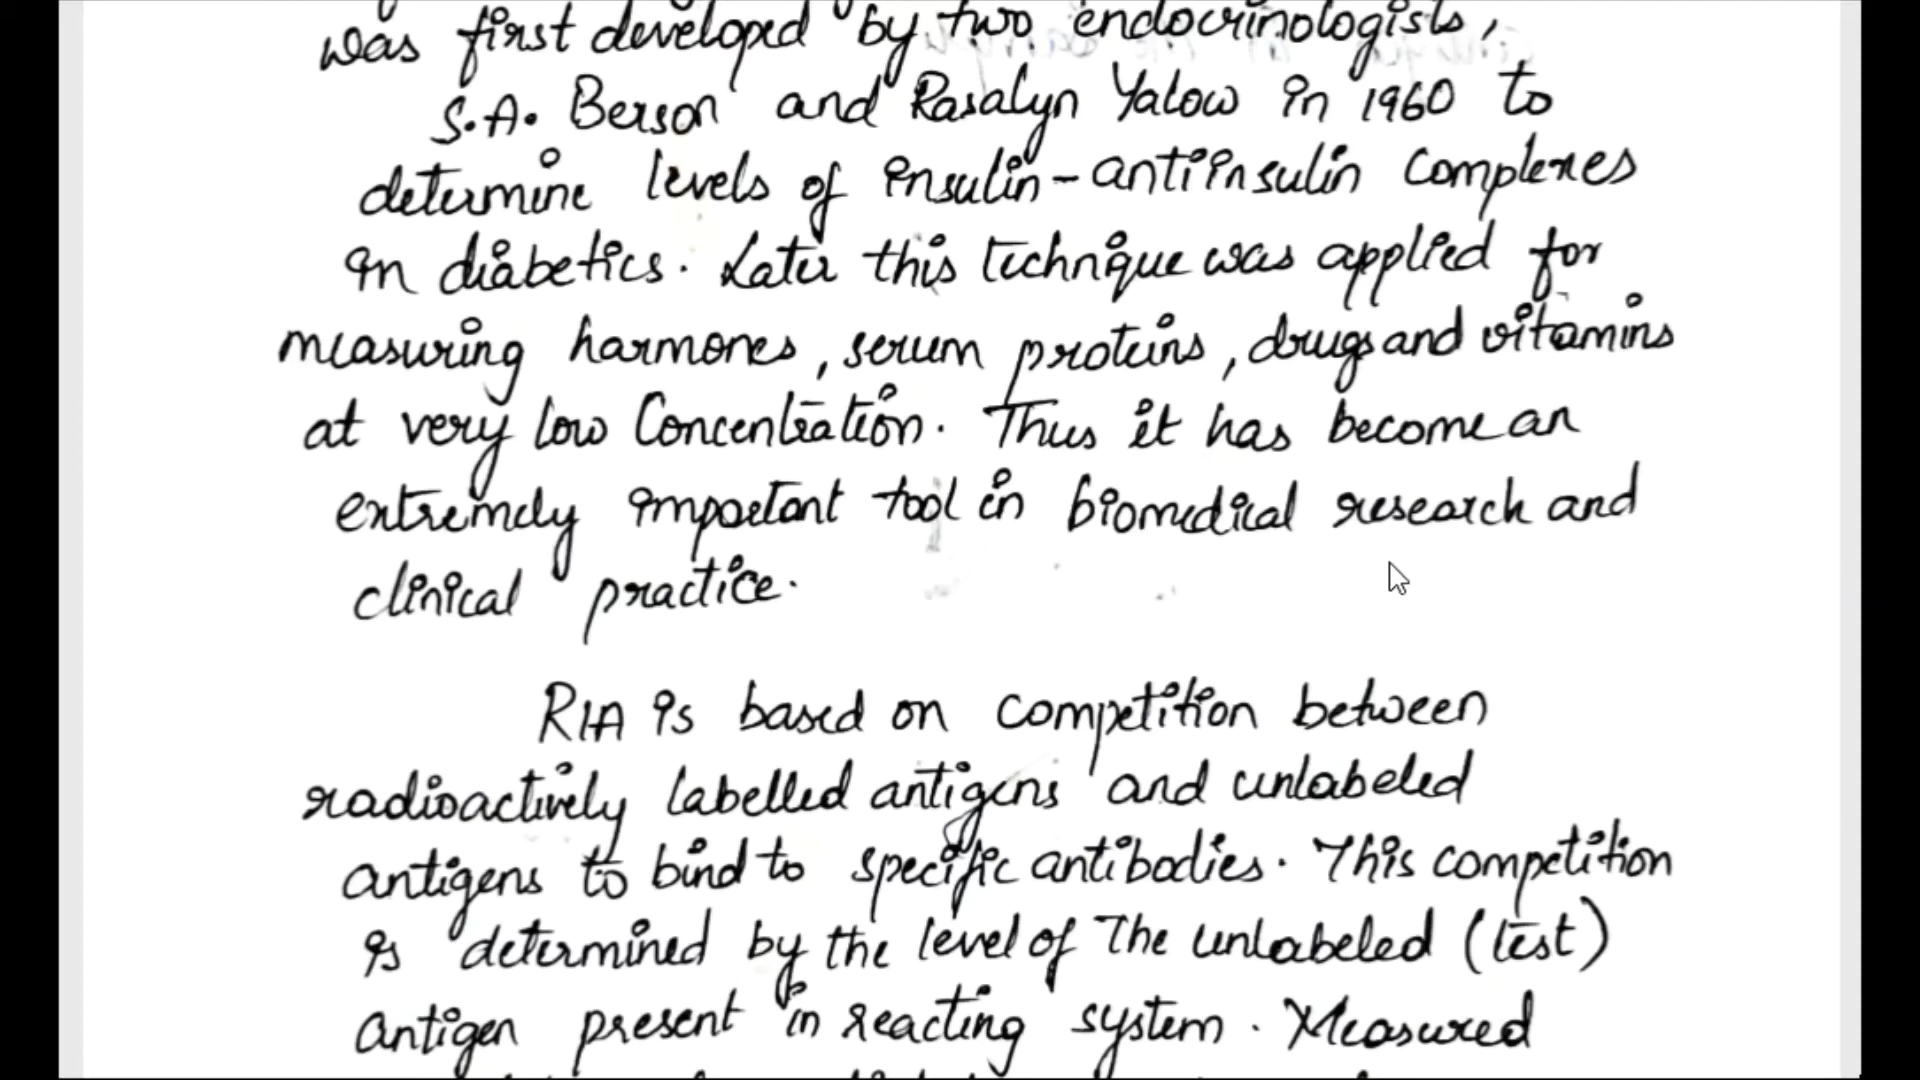 was first developed by two endocrinologists,
S.A. Berson and Rasalyn Yalow in 1960 to
determine levels of insulin-antiinsulin complexes
in diabetics. Later this technique was applied for
measuring harmones, serum proteins, drugs and vitamins
at very low Concentration. Thus it has become an
extremely important tool in biomedical research and
clinical practice.
RIA is based on competition between
radioactively labelled antigens and unlabeled
antigens to bind to specific antibodies. This competition
is determined by the level of The unlabeled (test)
antigen present in reacting system. Measured